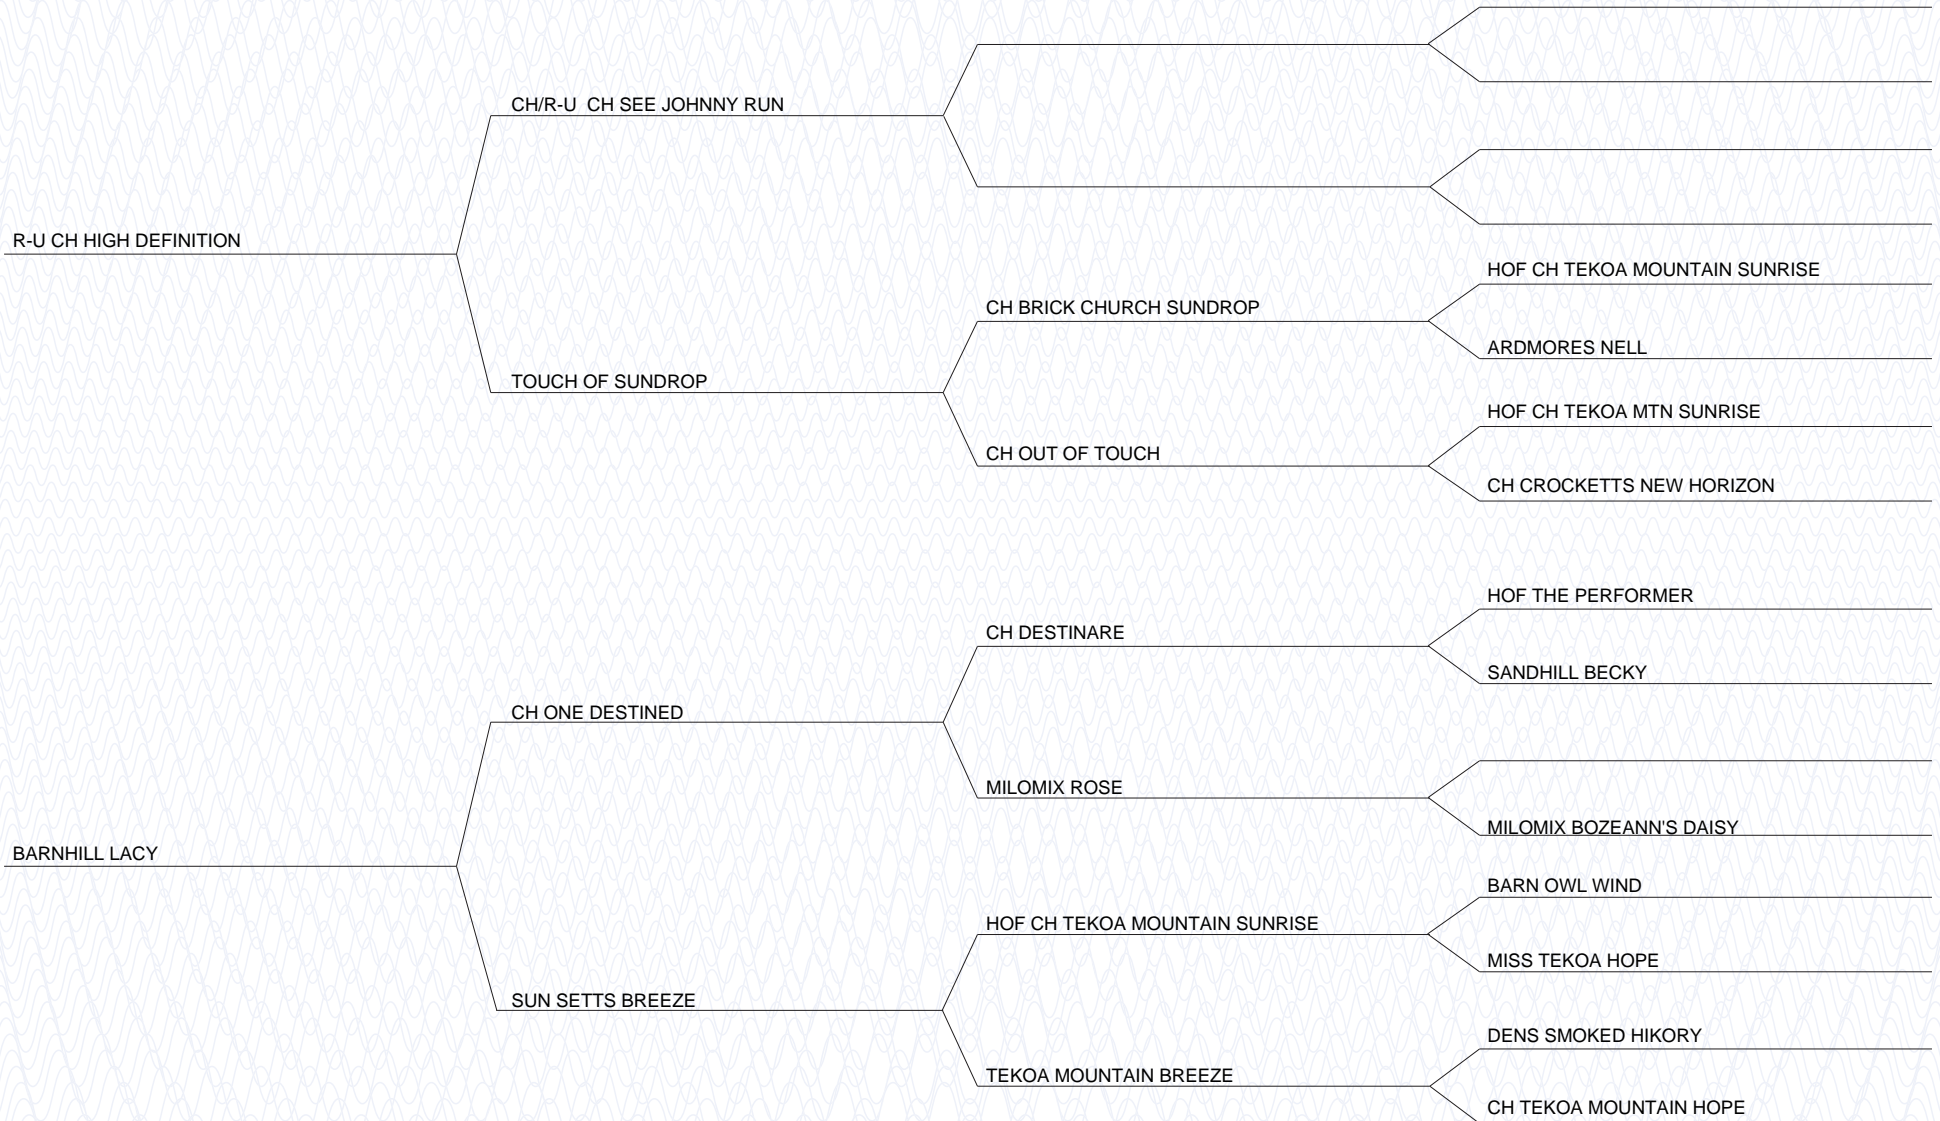 CH/R-U  CH SEE JOHNNY RUN
R-U CH HIGH DEFINITION
HOF CH TEKOA MOUNTAIN SUNRISE
CH BRICK CHURCH SUNDROP
ARDMORES NELL
TOUCH OF SUNDROP
HOF CH TEKOA MTN SUNRISE
CH OUT OF TOUCH
CH CROCKETTS NEW HORIZON
HOF THE PERFORMER
CH DESTINARE
SANDHILL BECKY
CH ONE DESTINED
MILOMIX ROSE
MILOMIX BOZEANN'S DAISY
BARNHILL LACY
BARN OWL WIND
HOF CH TEKOA MOUNTAIN SUNRISE
MISS TEKOA HOPE
SUN SETTS BREEZE
DENS SMOKED HIKORY
TEKOA MOUNTAIN BREEZE
CH TEKOA MOUNTAIN HOPE